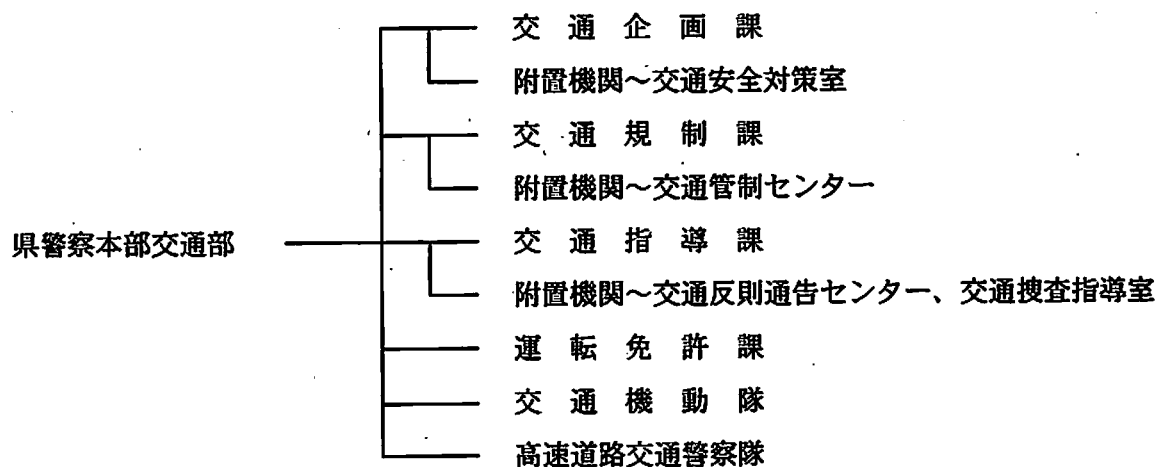 交通企画課
附置機関～交通安全対策室
交通規制課
附置機関～交通管制センター
県警察本部交通部
交通指導課
附置機関～交通反則通告センター、交通捜査指導室
運転免許課
交通機動隊
高速道路交通警察隊